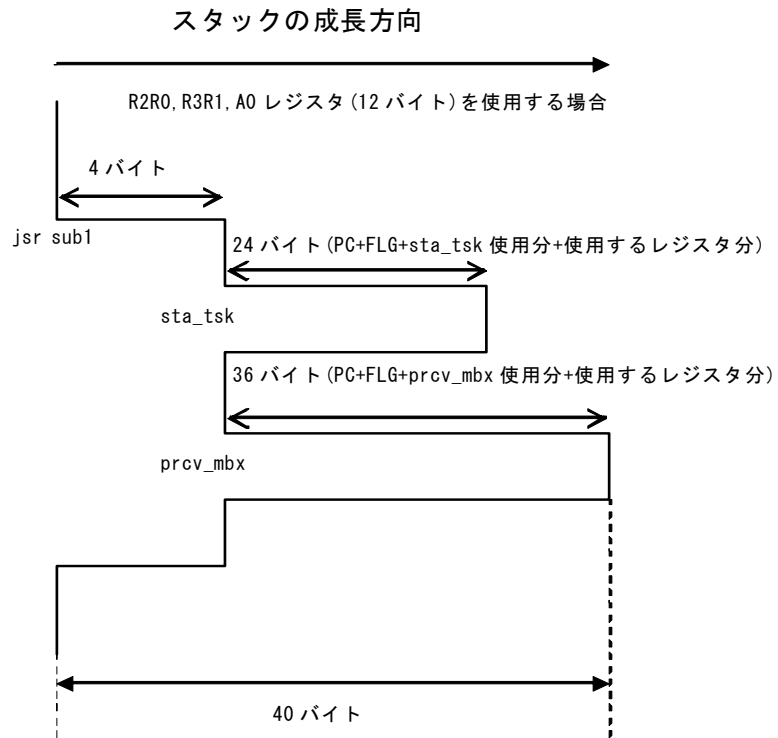 スタックの成長方向
R2R0, R3R1, A0 レジスタ(12 バイト)を使用する場合
4 バイト
jsr sub1
24 バイト(PC+FLG+sta_tsk 使用分+使用するレジスタ分)
sta_tsk
36 バイト(PC+FLG+prcv_mbx 使用分+使用するレジスタ分)
prcv_mbx
40 バイト